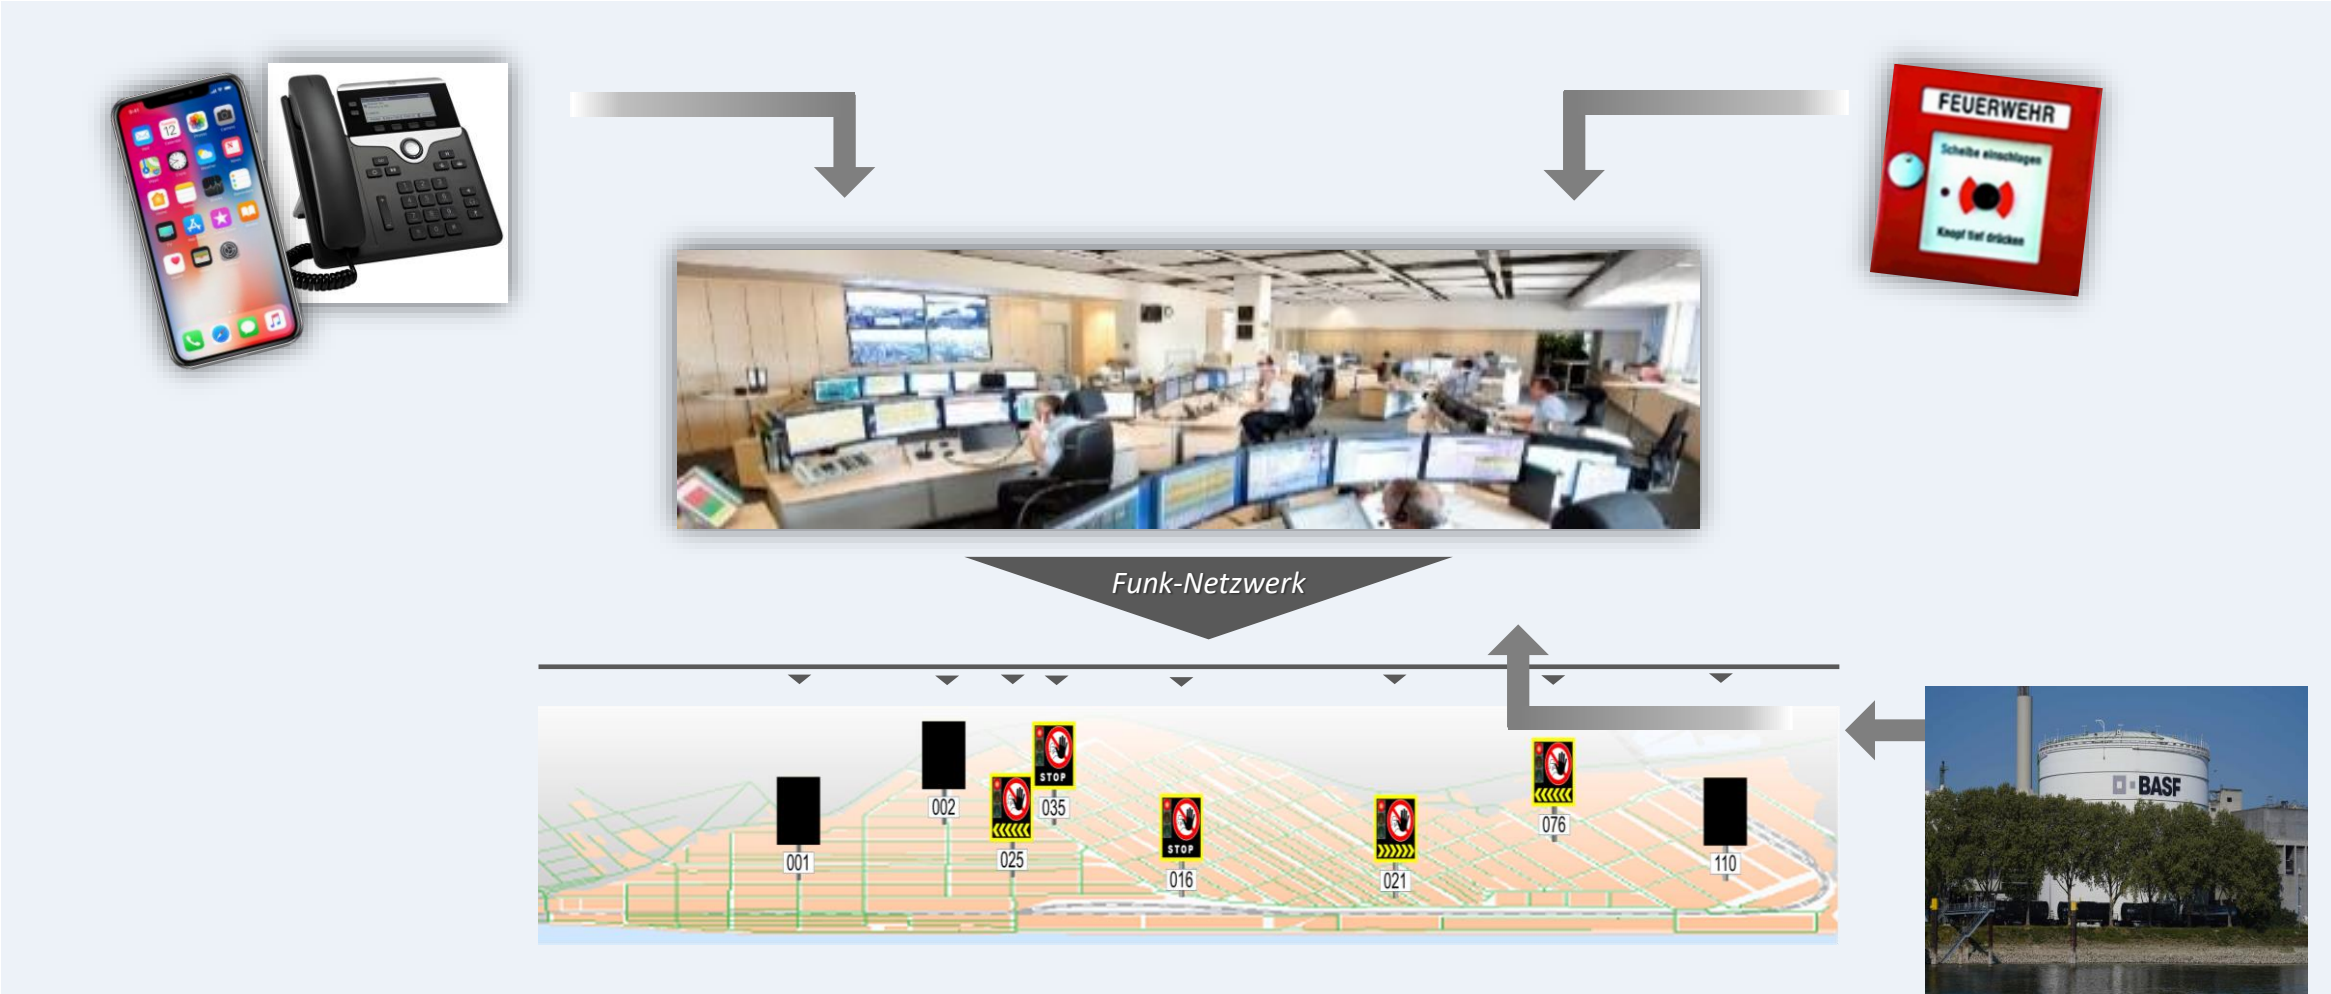 FEUERWEHR
Scheibe einschlagen
Knopf tief drücken
Funk-Netzwerk
STOP
002
035
001
025
STOP
016
021
076
110
BASF